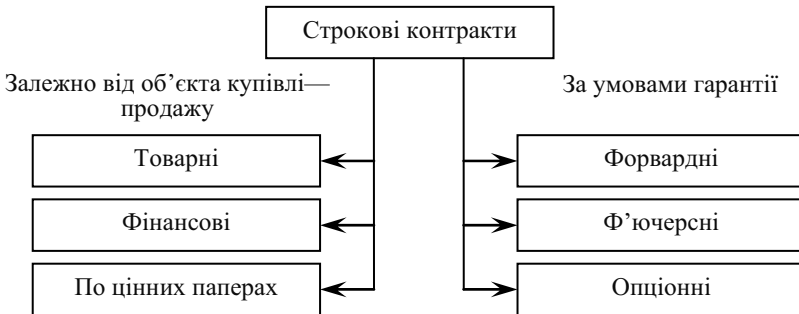 Строкові контракти
Залежно від об’єкта купівлі—
продажу
За умовами гарантії
Товарні
Форвардні
Фінансові
Ф’ючерсні
По цінних паперах
Опціонні